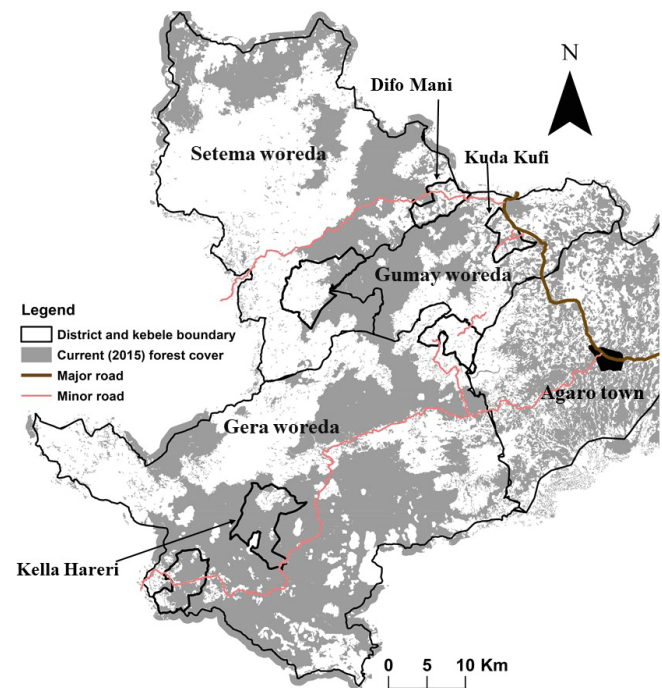 N
Difo Mani
Setema woreda
Kuda Kufi
Gumay woreda
Legend
District and kebele boundary
Current (2015) forest cover
Major road
Minor road
Agaro town
Gera woreda
Kella Hareri
0 5 10 Km